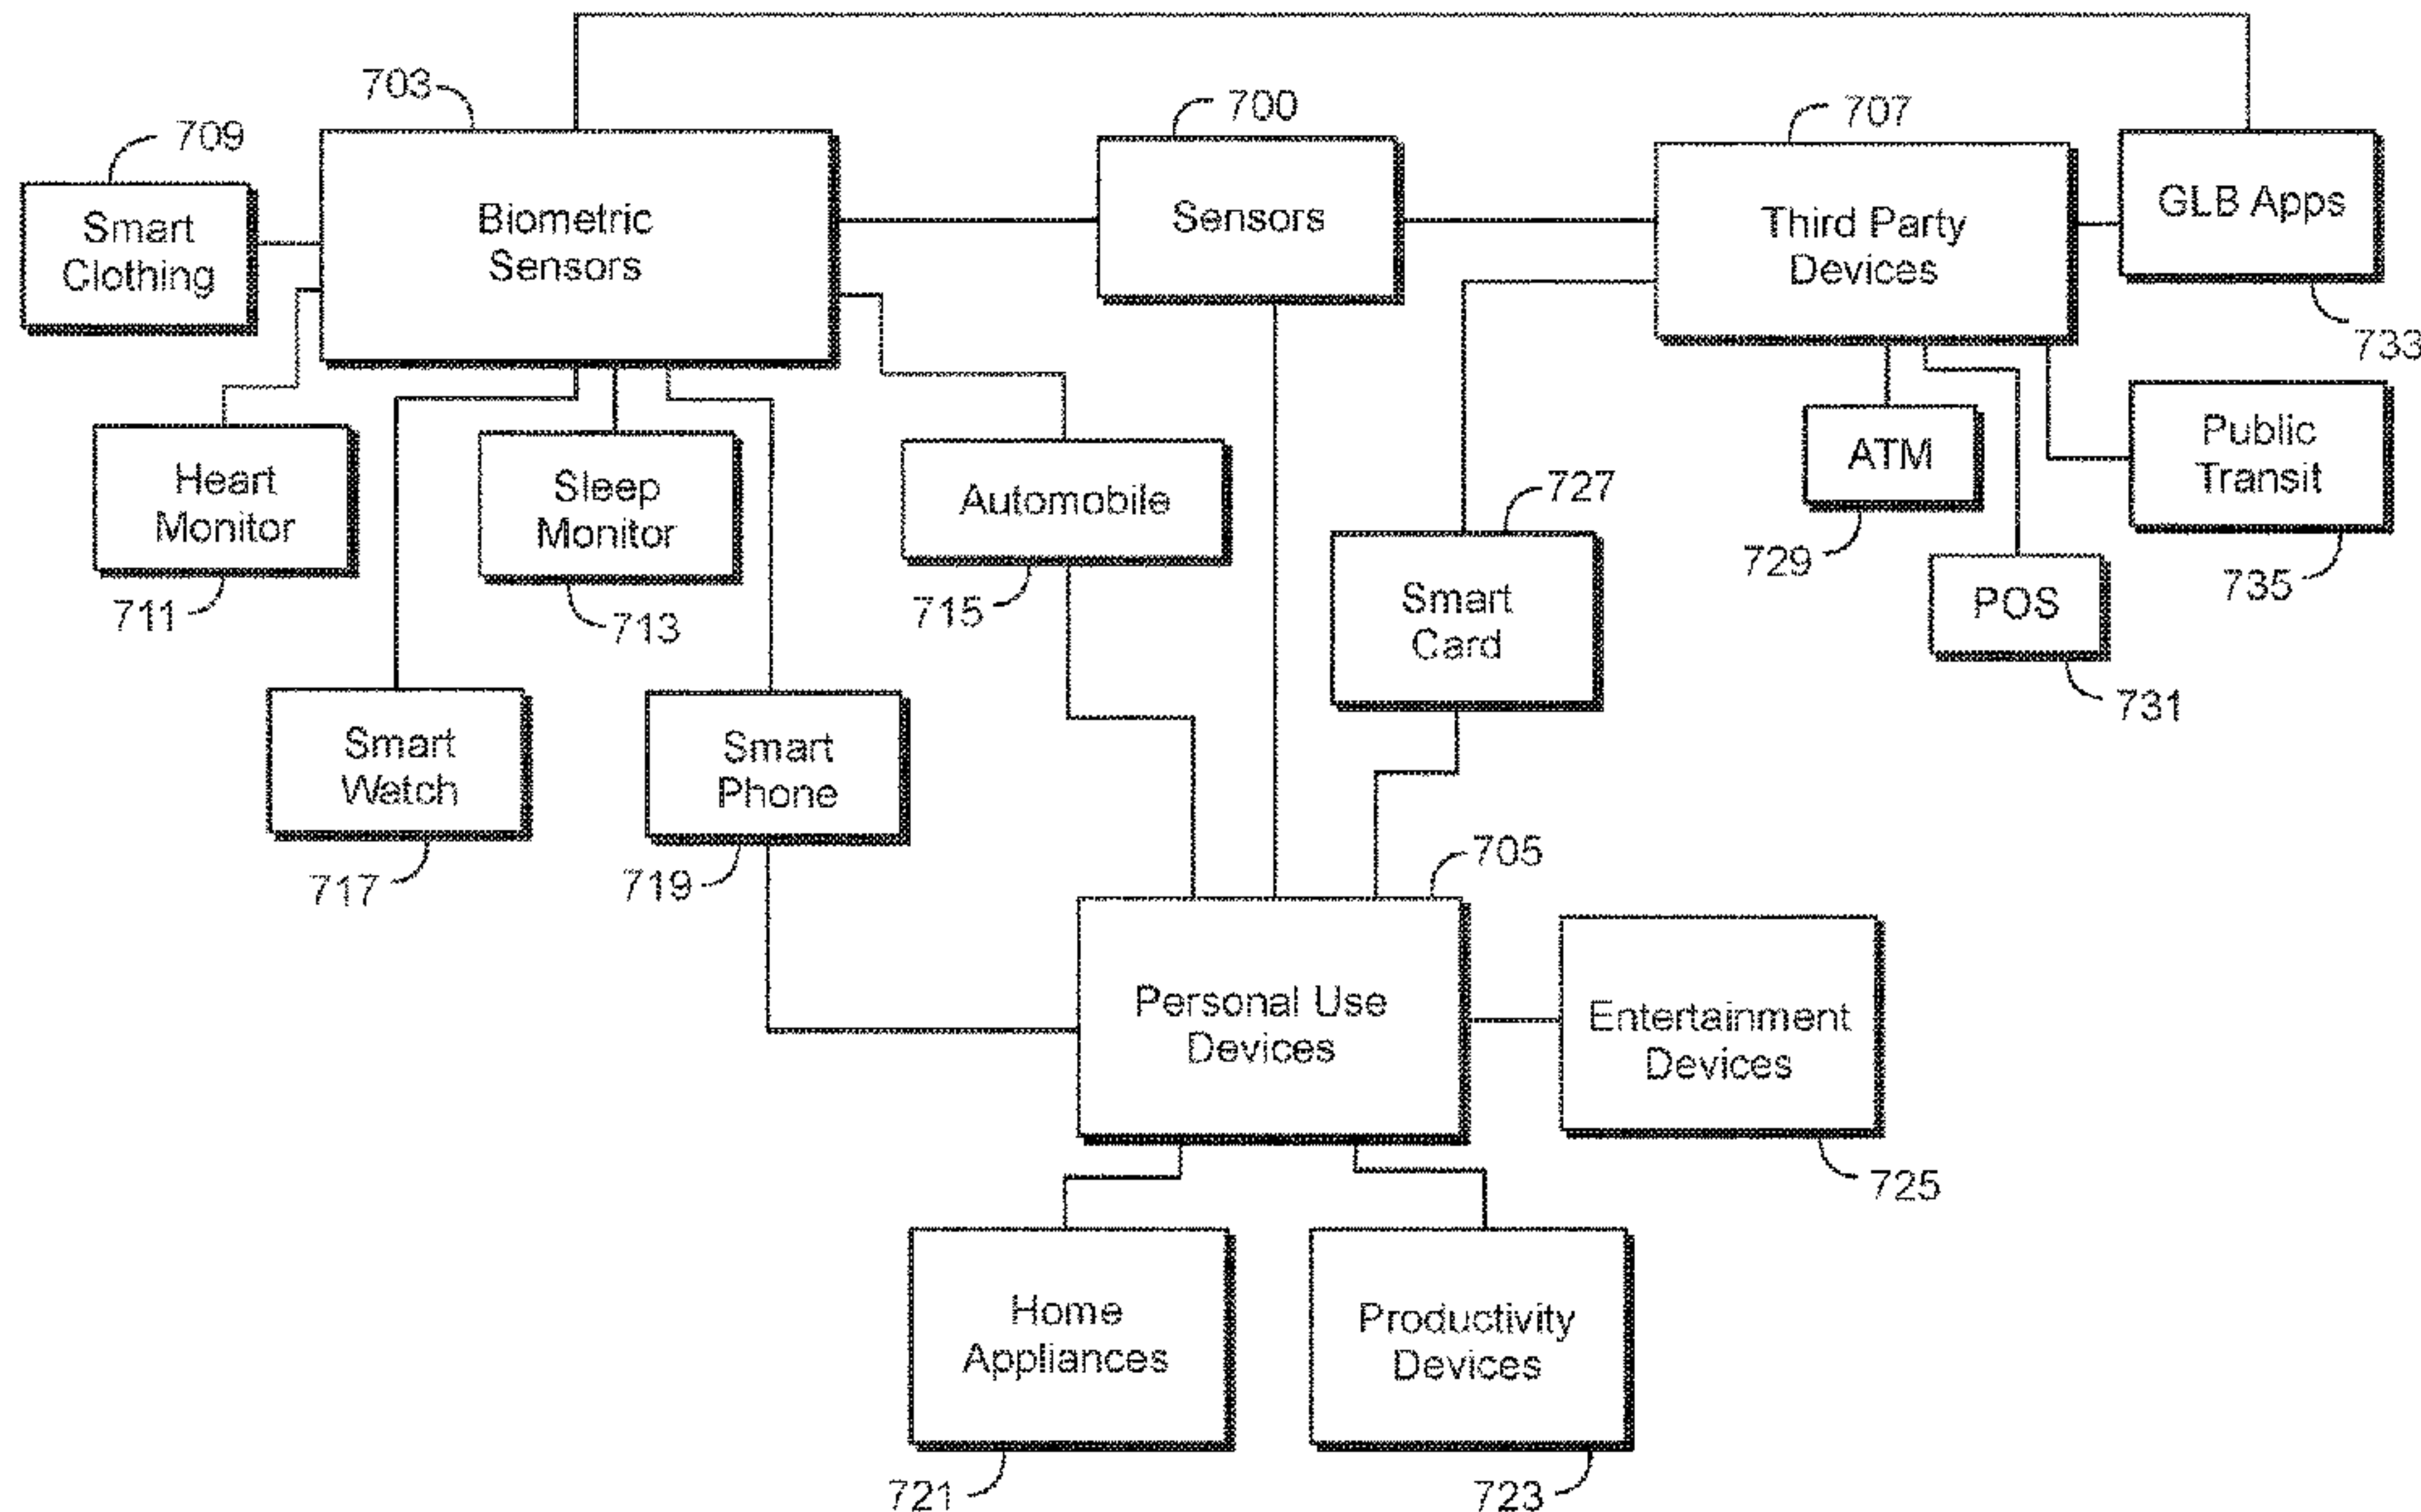 703
700
707
709
Smart
Clothing
Biometric
Sensors
Sensors
Third Party
Devices
GLB Apps
733
Heart
Monitor
711
Sleep
Monitor
713
Automobile
715
727
Smart
Card
ATM
729
POS
731
Public
Transit
735
Smart
Watch
717
Smart
Phone
719
705
Personal Use
Devices
Entertainment
Devices
725
Home
Appliances
721
Productivity
Devices
723